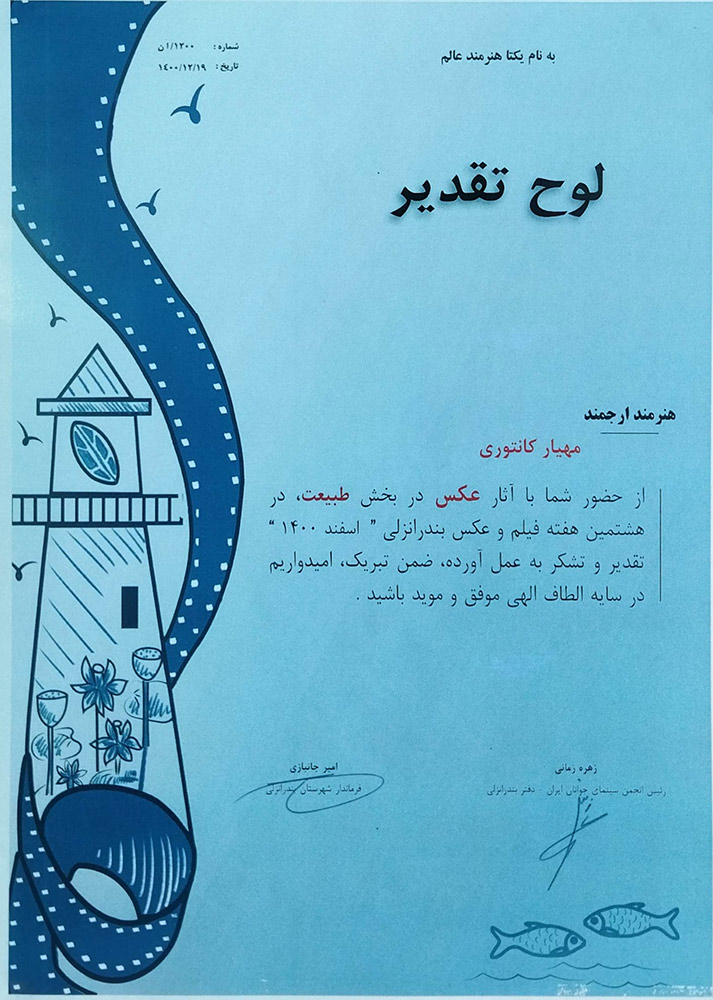 به نام یکتا هنرمند عالم
شماره : ۱۲۰۰/ان
تاریخ : ۱۴۰۰/۱۲/۱۹
لوح تقدیر
هنرمند ارجمند
مهیار کانتوری
از حضور شما با آثار عکس در بخش طبیعت، در
هشتمین هفته فیلم و عکس بندرانزلی " اسفند ۱۴۰۰ "
تقدیر و تشکر به عمل آورده، ضمن تبریک، امیدواریم
در سایه الطاف الهی موفق و موید باشید .
زهره زمانی
رئیس انجمن سینمای جوانان ایران - دفتر بندرانزلی
امیر جانبازی
فرماندار شهرستان بندرانزلی